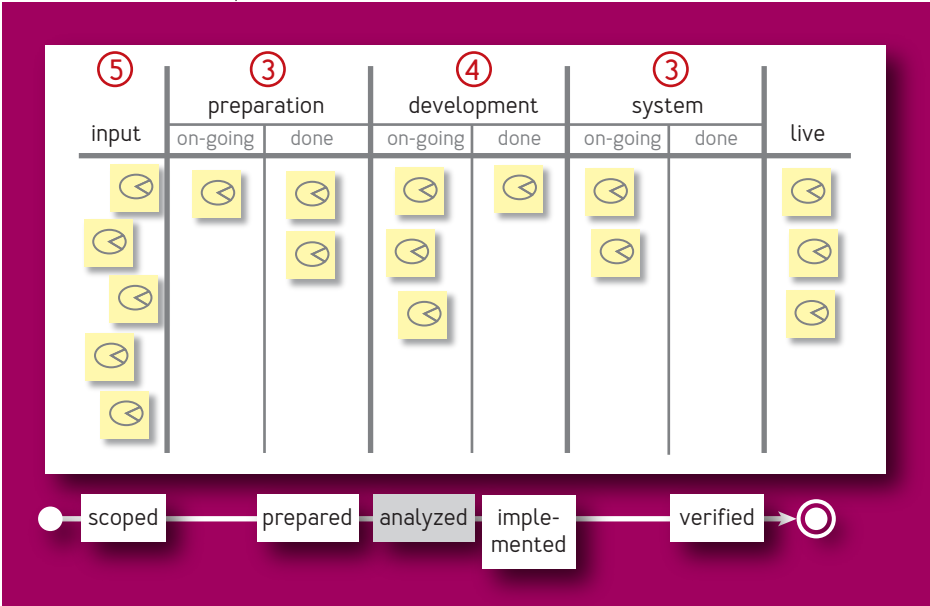 5
3
4
3
preparation
development
system
input
live
on-going
done
on-going
done
on-going
done
scoped
prepared
analyzed
imple-
mented
verified